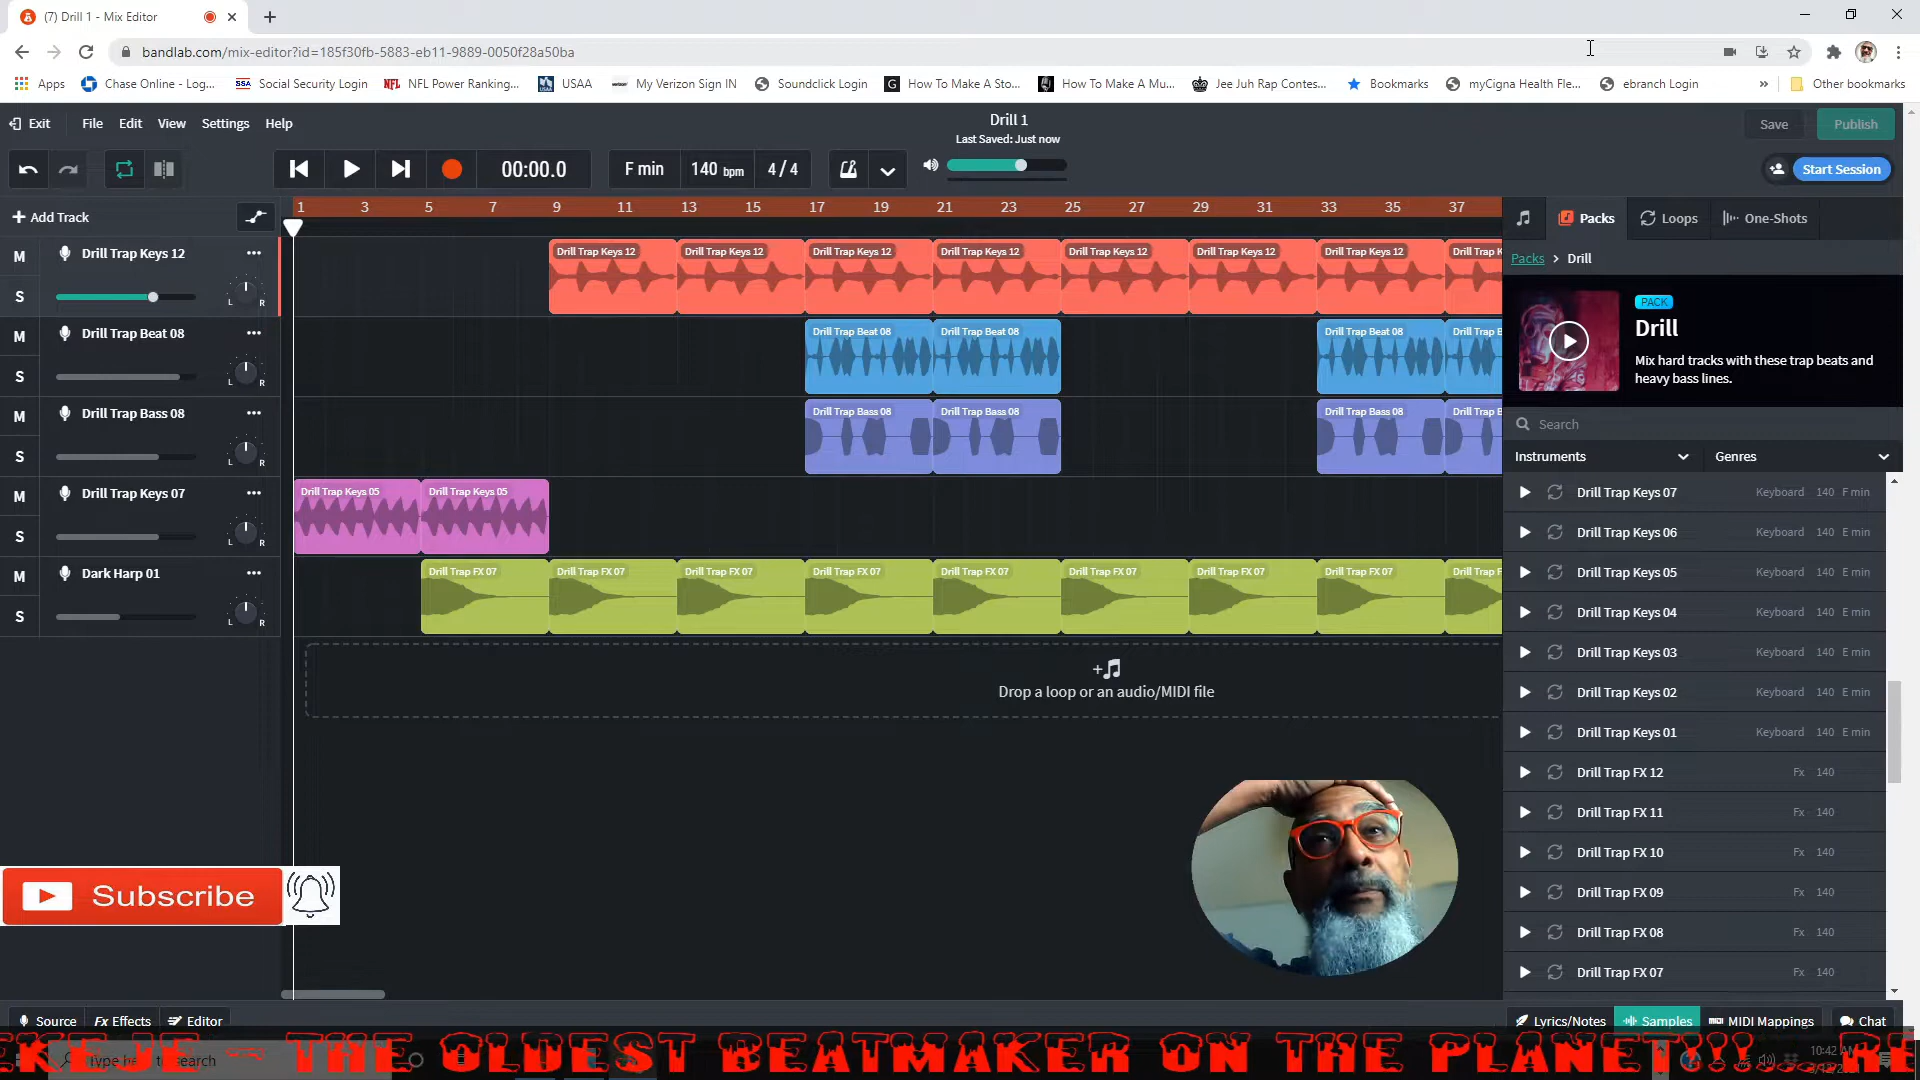 (7) Drill 1 - Mix Editor
bandlab.com/mix-editor?id=185f30fb-5883-eb11-9889-0050f28a50ba
Apps Chase Online - Log... SSA Social Security Login NFL NFL Power Ranking... USAA My Verizon Sign IN Soundclick Login G How To Make A Sto... How To Make A Mu... Jee Juh Rap Contes... Bookmarks myCigna Health Fle... ebranch Login » Other bookmarks
Exit File Edit View Settings Help Drill 1 Save Publish
Last Saved: Just now
00:00.0 F min 140 bpm 4/4 Start Session
+ Add Track 1 3 5 7 9 11 13 15 17 19 21 23 25 27 29 31 33 35 37 Packs Loops One-Shots
M Drill Trap Keys 12 ••• Drill Trap Keys 12 Drill Trap Keys 12 Drill Trap Keys 12 Drill Trap Keys 12 Drill Trap Keys 12 Drill Trap Keys 12 Drill Trap Keys 12 Drill Trap K
S L R
M Drill Trap Beat 08 ••• Drill Trap Beat 08 Drill Trap Beat 08 Drill Trap Beat 08 Drill Trap B
S L R
M Drill Trap Bass 08 ••• Drill Trap Bass 08 Drill Trap Bass 08 Drill Trap Bass 08 Drill Trap B
S L R
M Drill Trap Keys 07 ••• Drill Trap Keys 05 Drill Trap Keys 05
S L R
M Dark Harp 01 ••• Drill Trap FX 07 Drill Trap FX 07 Drill Trap FX 07 Drill Trap FX 07 Drill Trap FX 07 Drill Trap FX 07 Drill Trap FX 07 Drill Trap FX 07 Drill Trap F
S L R
+ Drop a loop or an audio/MIDI file
Packs > Drill
PACK
Drill
Mix hard tracks with these trap beats and
heavy bass lines.
Search
Instruments Genres
Drill Trap Keys 07 Keyboard 140 F min
Drill Trap Keys 06 Keyboard 140 E min
Drill Trap Keys 05 Keyboard 140 E min
Drill Trap Keys 04 Keyboard 140 E min
Drill Trap Keys 03 Keyboard 140 E min
Drill Trap Keys 02 Keyboard 140 E min
Drill Trap Keys 01 Keyboard 140 E min
Drill Trap FX 12 Fx 140
Drill Trap FX 11 Fx 140
Drill Trap FX 10 Fx 140
Drill Trap FX 09 Fx 140
Drill Trap FX 08 Fx 140
Drill Trap FX 07 Fx 140
Subscribe
Source Fx Effects Editor Lyrics/Notes Samples MIDI Mappings Chat
EKEJE -- THE OLDEST BEATMAKER ON THE PLANET!!!...RE
to search 10:42